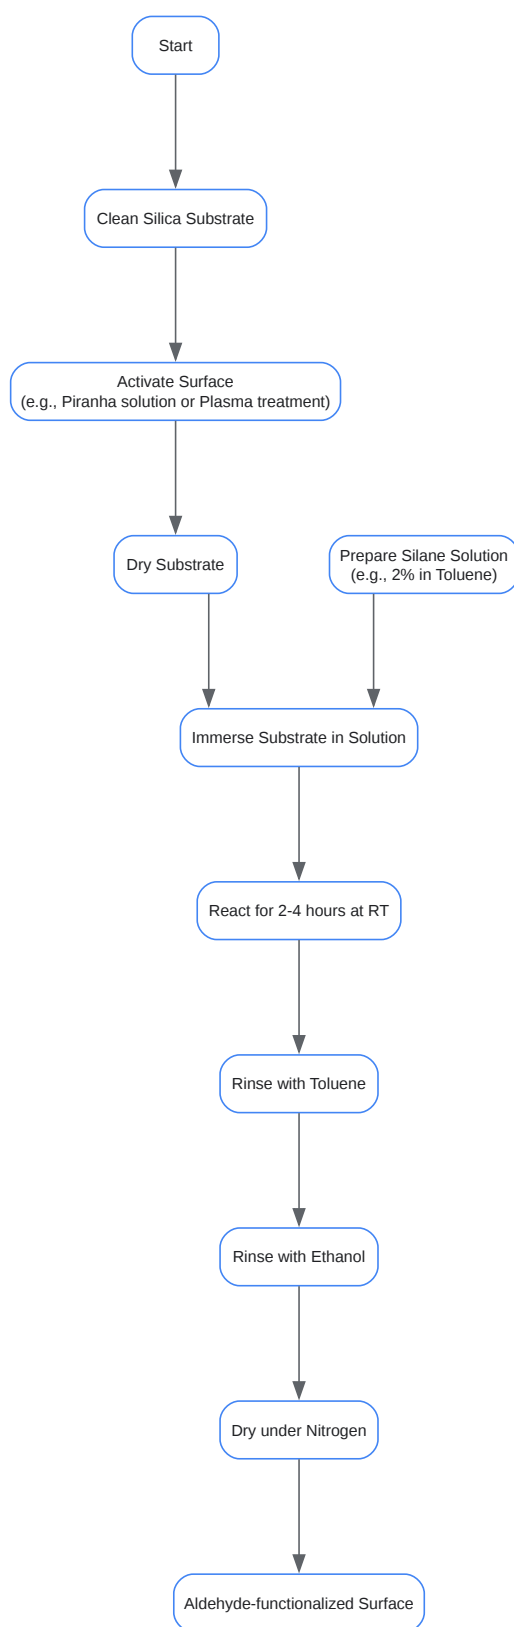 Start
Clean Silica Substrate
Activate Surface
(e.g., Piranha solution or Plasma treatment)
Dry Substrate
Prepare Silane Solution
(e.g., 2% in Toluene)
Immerse Substrate in Solution
React for 2-4 hours at RT
Rinse with Toluene
Rinse with Ethanol
Dry under Nitrogen
Aldehyde-functionalized Surface